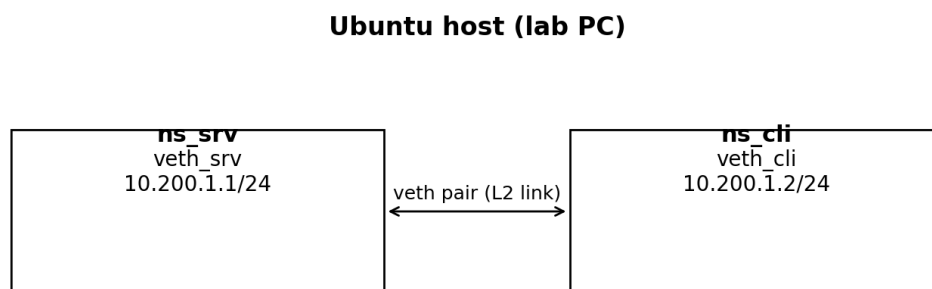 Ubuntu host (lab PC)
ns_srv
veth_srv
10.200.1.1/24
veth pair (L2 link)
ns_cli
veth_cli
10.200.1.2/24